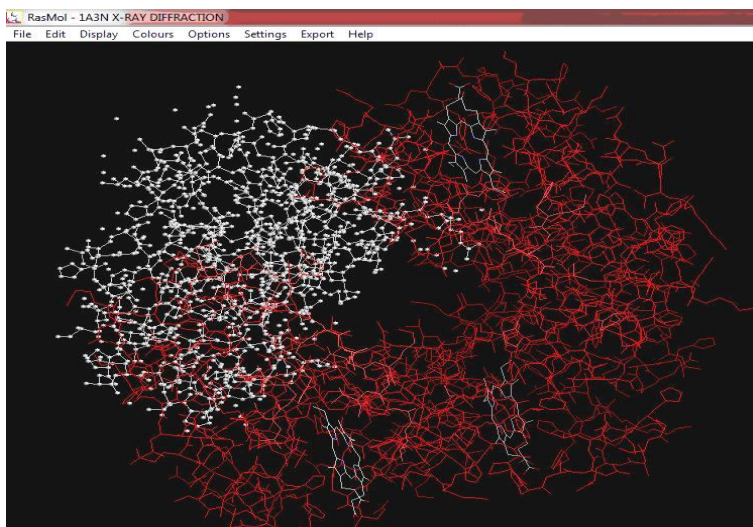 RasMol - 1A3N X-RAY DIFFRACTION
File Edit Display Colours Options Settings Export Help